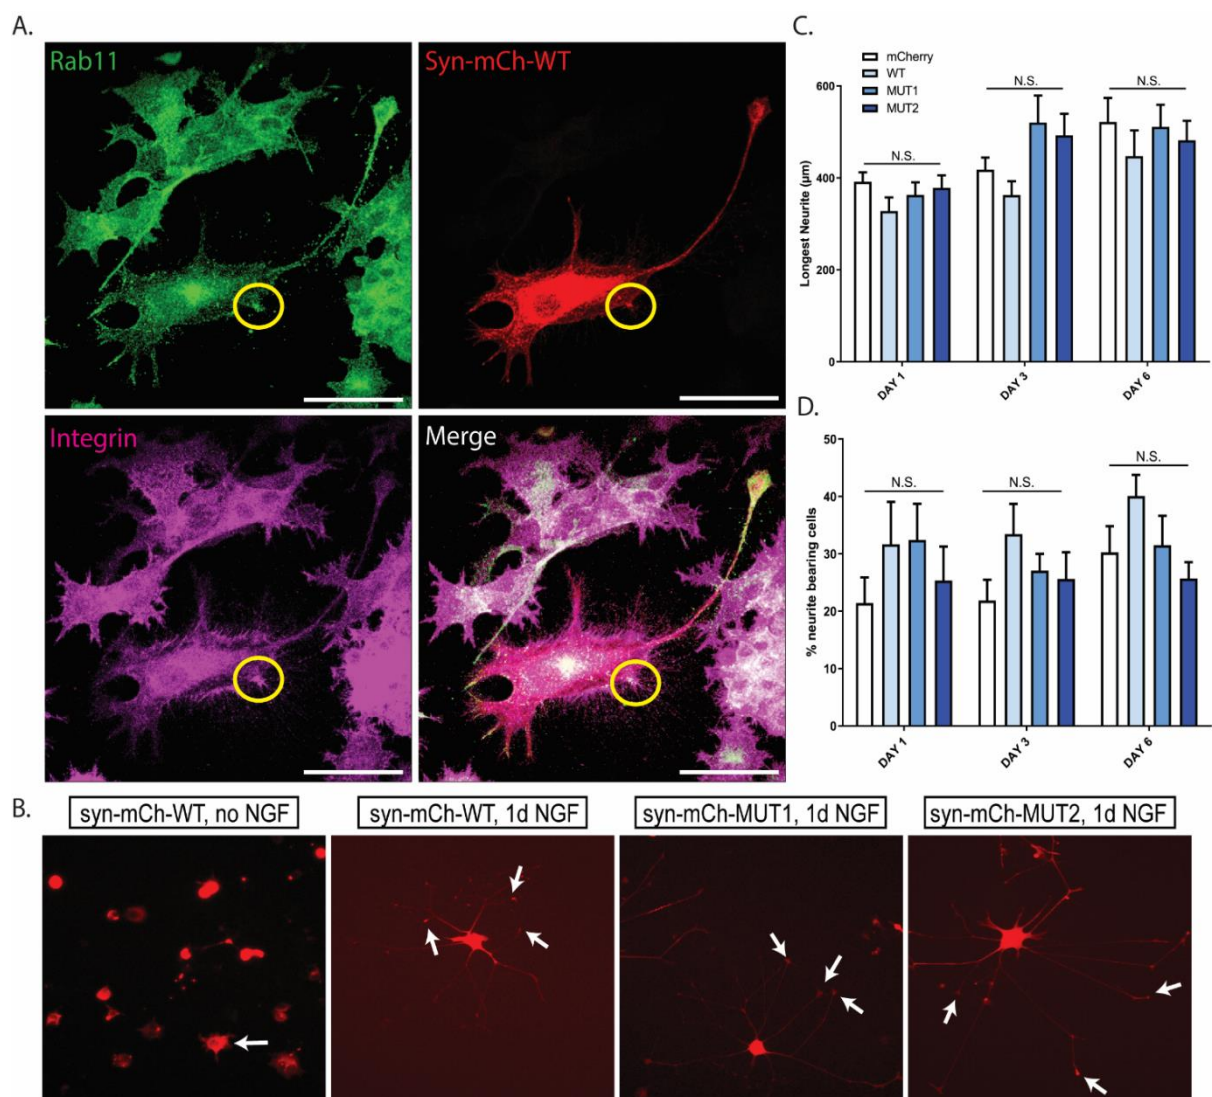 A.
Rab11
Syn-mCh-WT
Integrin
Merge
B.
syn-mCh-WT, no NGF
syn-mCh-WT, 1d NGF
syn-mCh-MUT1, 1d NGF
syn-mCh-MUT2, 1d NGF
C.
mCherry
WT
MUT1
MUT2
N.S.
N.S.
N.S.
Longest Neurite (µm)
600
400
200
0
DAY 1
DAY 3
DAY 6
D.
N.S.
N.S.
N.S.
% neurite bearing cells
50
40
30
20
10
0
DAY 1
DAY 3
DAY 6